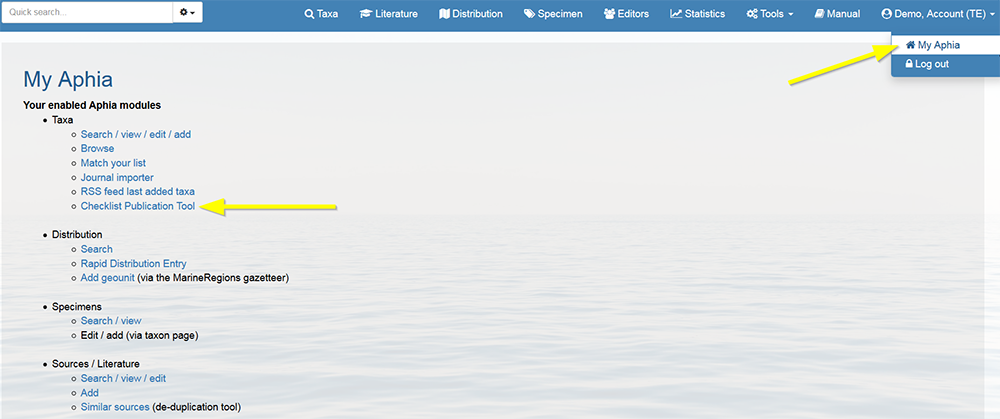 Quick search...
Taxa Literature Distribution Specimen Editors Statistics Tools Manual Demo, Account (TE)
My Aphia
Log out
My Aphia
Your enabled Aphia modules
Taxa
Search / view / edit / add
Browse
Match your list
Journal importer
RSS feed last added taxa
Checklist Publication Tool
Distribution
Search
Rapid Distribution Entry
Add geounit (via the MarineRegions gazetteer)
Specimens
Search / view
Edit / add (via taxon page)
Sources / Literature
Search / view / edit
Add
Similar sources (de-duplication tool)